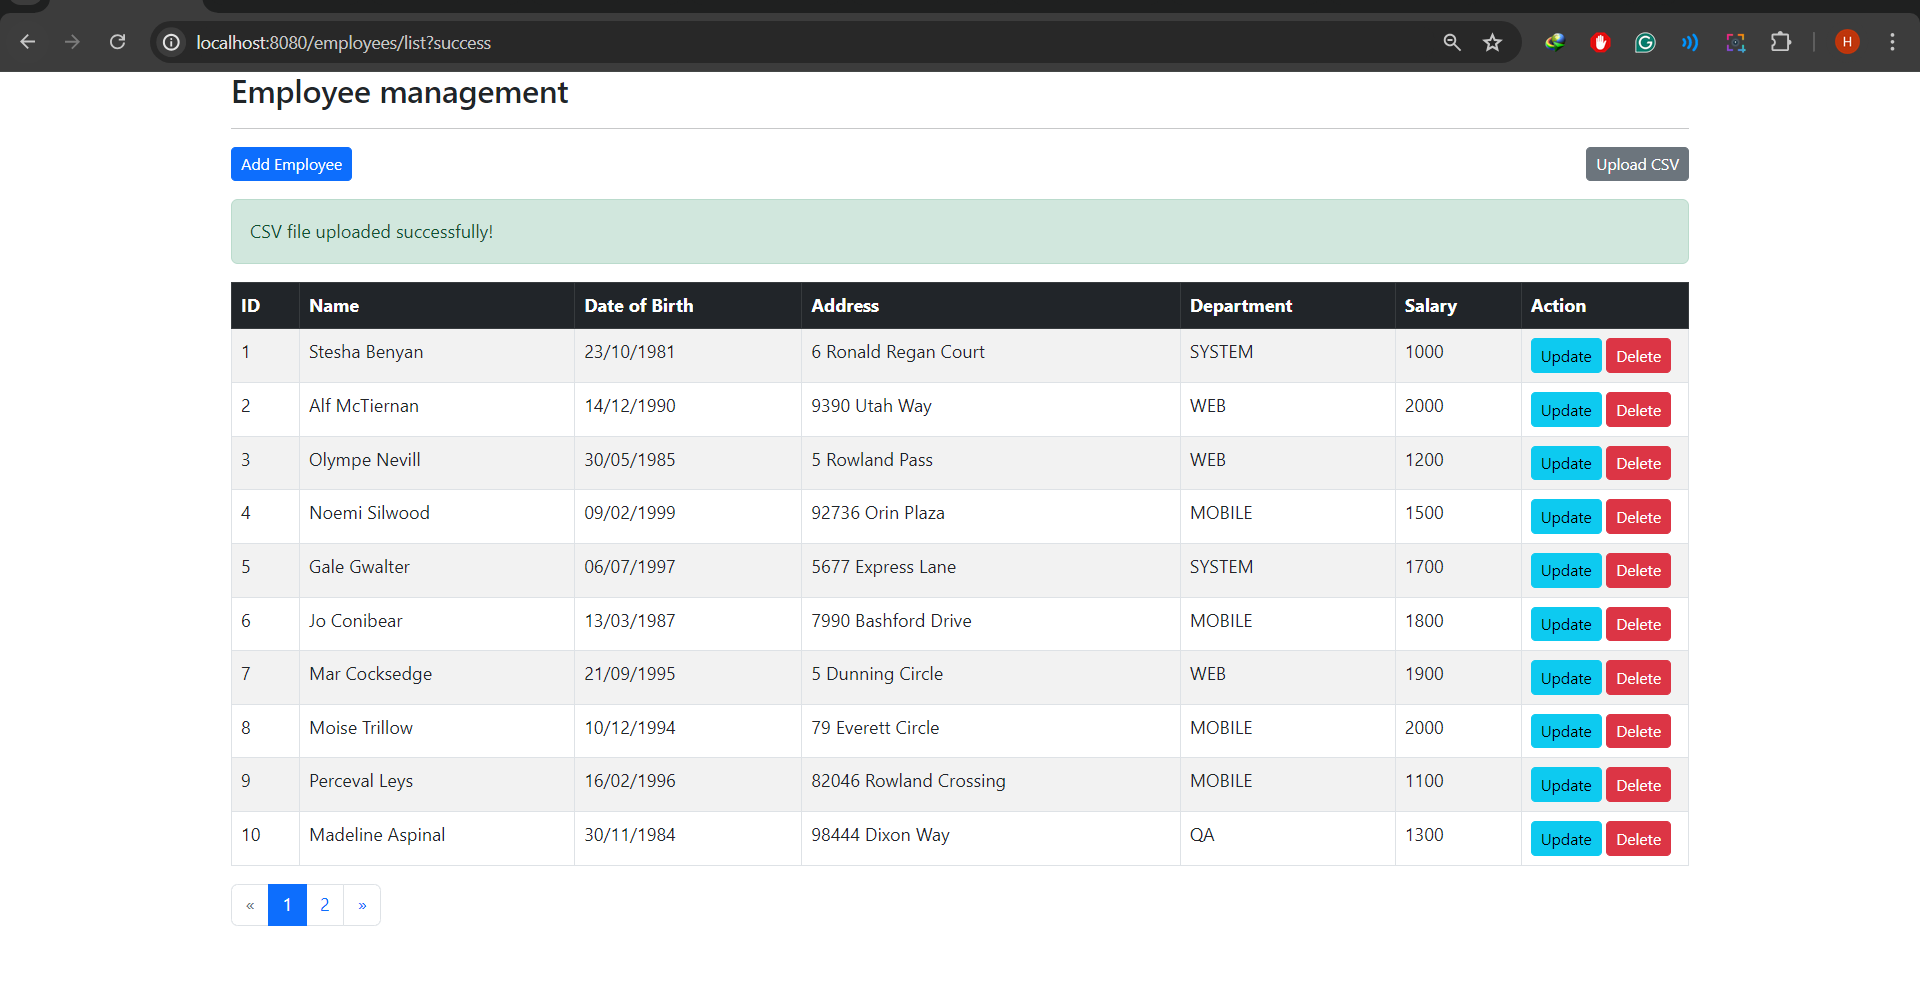 localhost:8080/employees/list?success
H
Employee management
Add Employee Upload CSV
CSV file uploaded successfully!
ID Name Date of Birth Address Department Salary Action
1 Stesha Benyan 23/10/1981 6 Ronald Regan Court SYSTEM 1000 Update Delete
2 Alf McTiernan 14/12/1990 9390 Utah Way WEB 2000 Update Delete
3 Olympe Nevill 30/05/1985 5 Rowland Pass WEB 1200 Update Delete
4 Noemi Silwood 09/02/1999 92736 Orin Plaza MOBILE 1500 Update Delete
5 Gale Gwalter 06/07/1997 5677 Express Lane SYSTEM 1700 Update Delete
6 Jo Conibear 13/03/1987 7990 Bashford Drive MOBILE 1800 Update Delete
7 Mar Cocksedge 21/09/1995 5 Dunning Circle WEB 1900 Update Delete
8 Moise Trillow 10/12/1994 79 Everett Circle MOBILE 2000 Update Delete
9 Perceval Leys 16/02/1996 82046 Rowland Crossing MOBILE 1100 Update Delete
10 Madeline Aspinal 30/11/1984 98444 Dixon Way QA 1300 Update Delete
« 1 2 »